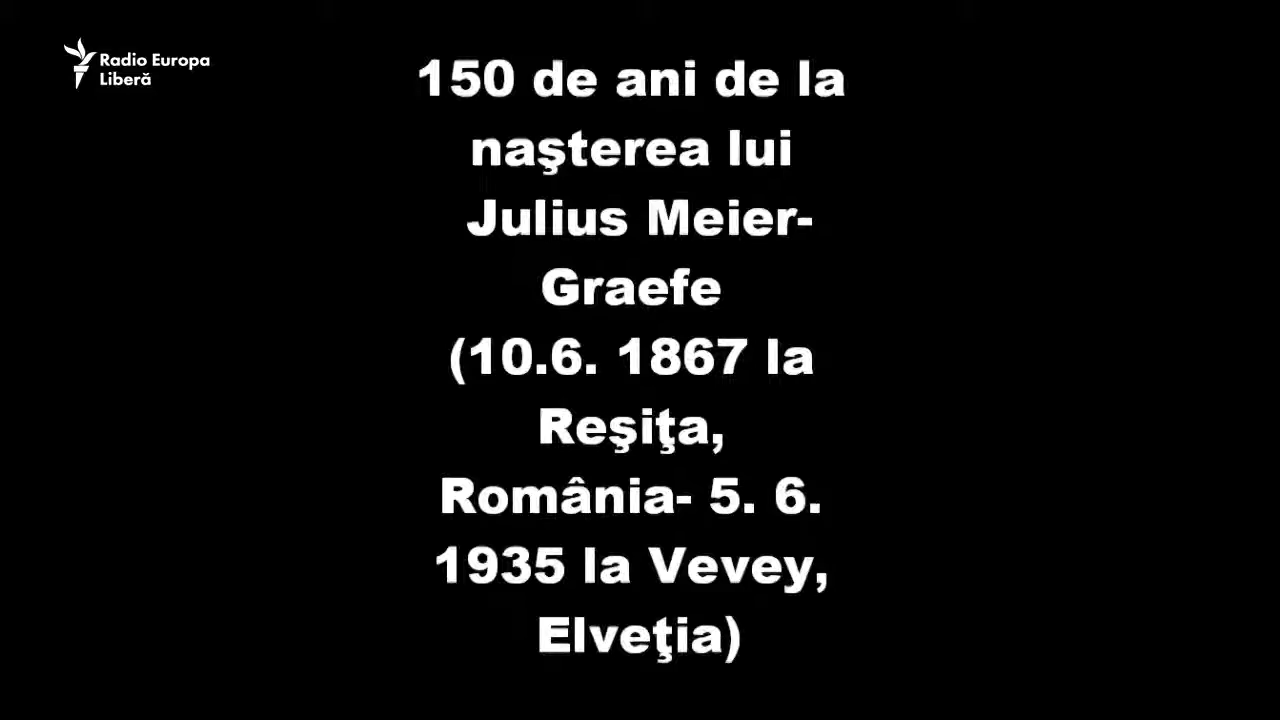 Radio Europa
Liberă
150 de ani de la
naşterea lui
Julius Meier-
Graefe
(10.6. 1867 la
Reşiţa,
România- 5. 6.
1935 la Vevey,
Elveţia)